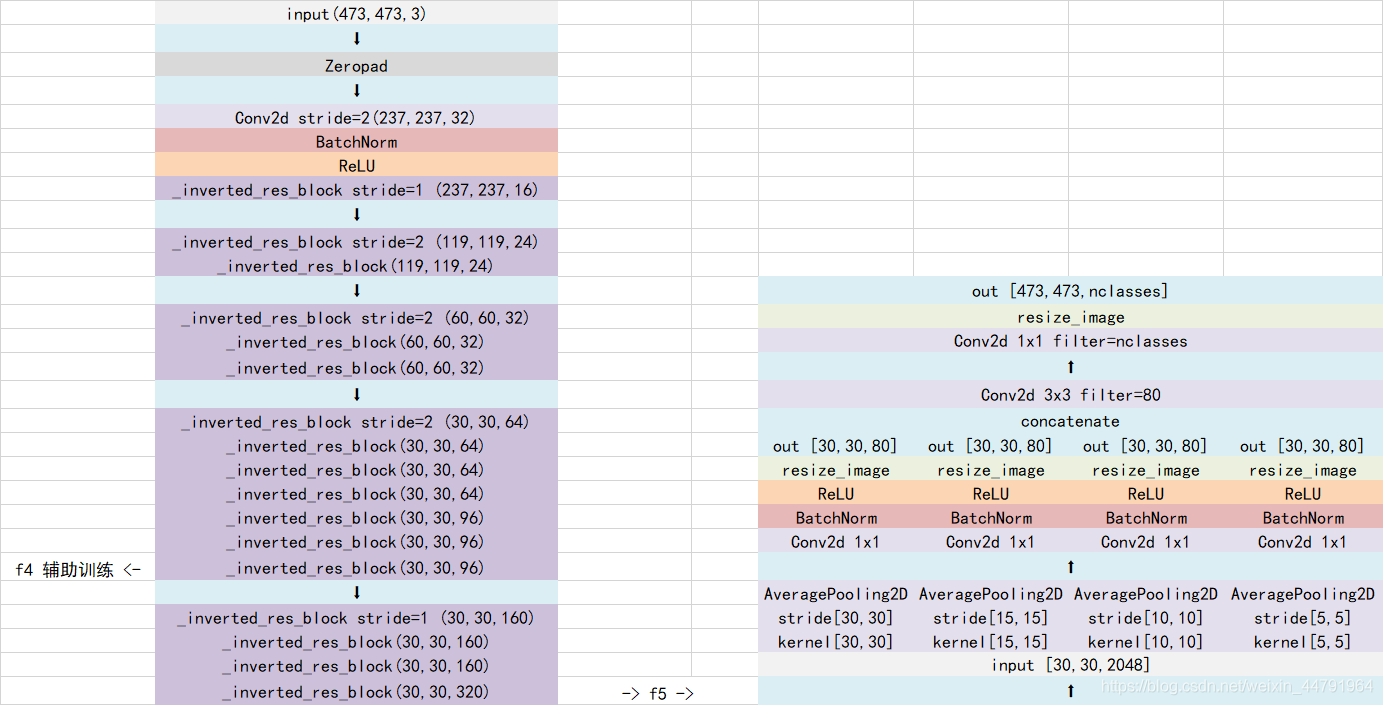 input(473,473,3)
⬇
Zeropad
⬇
Conv2d stride=2(237,237,32)
BatchNorm
ReLU
_inverted_res_block stride=1 (237,237,16)
⬇
_inverted_res_block stride=2 (119,119,24)
_inverted_res_block(119,119,24)
⬇
_inverted_res_block stride=2 (60,60,32)
_inverted_res_block(60,60,32)
_inverted_res_block(60,60,32)
⬇
_inverted_res_block stride=2 (30,30,64)
_inverted_res_block(30,30,64)
_inverted_res_block(30,30,64)
_inverted_res_block(30,30,64)
_inverted_res_block(30,30,96)
_inverted_res_block(30,30,96)
_inverted_res_block(30,30,96)
f4 辅助训练 <-
⬇
_inverted_res_block stride=1 (30,30,160)
_inverted_res_block(30,30,160)
_inverted_res_block(30,30,160)
_inverted_res_block(30,30,320)
-> f5 ->
out [473,473,nclasses]
resize_image
Conv2d 1x1 filter=nclasses
⬆
Conv2d 3x3 filter=80
concatenate
out [30,30,80] out [30,30,80] out [30,30,80] out [30,30,80]
resize_image resize_image resize_image resize_image
ReLU ReLU ReLU ReLU
BatchNorm BatchNorm BatchNorm BatchNorm
Conv2d 1x1 Conv2d 1x1 Conv2d 1x1 Conv2d 1x1
⬆
AveragePooling2D AveragePooling2D AveragePooling2D AveragePooling2D
stride[30,30] stride[15,15] stride[10,10] stride[5,5]
kernel[30,30] kernel[15,15] kernel[10,10] kernel[5,5]
input [30,30,2048]
⬆
https://blog.csdn.net/weixin_44791964